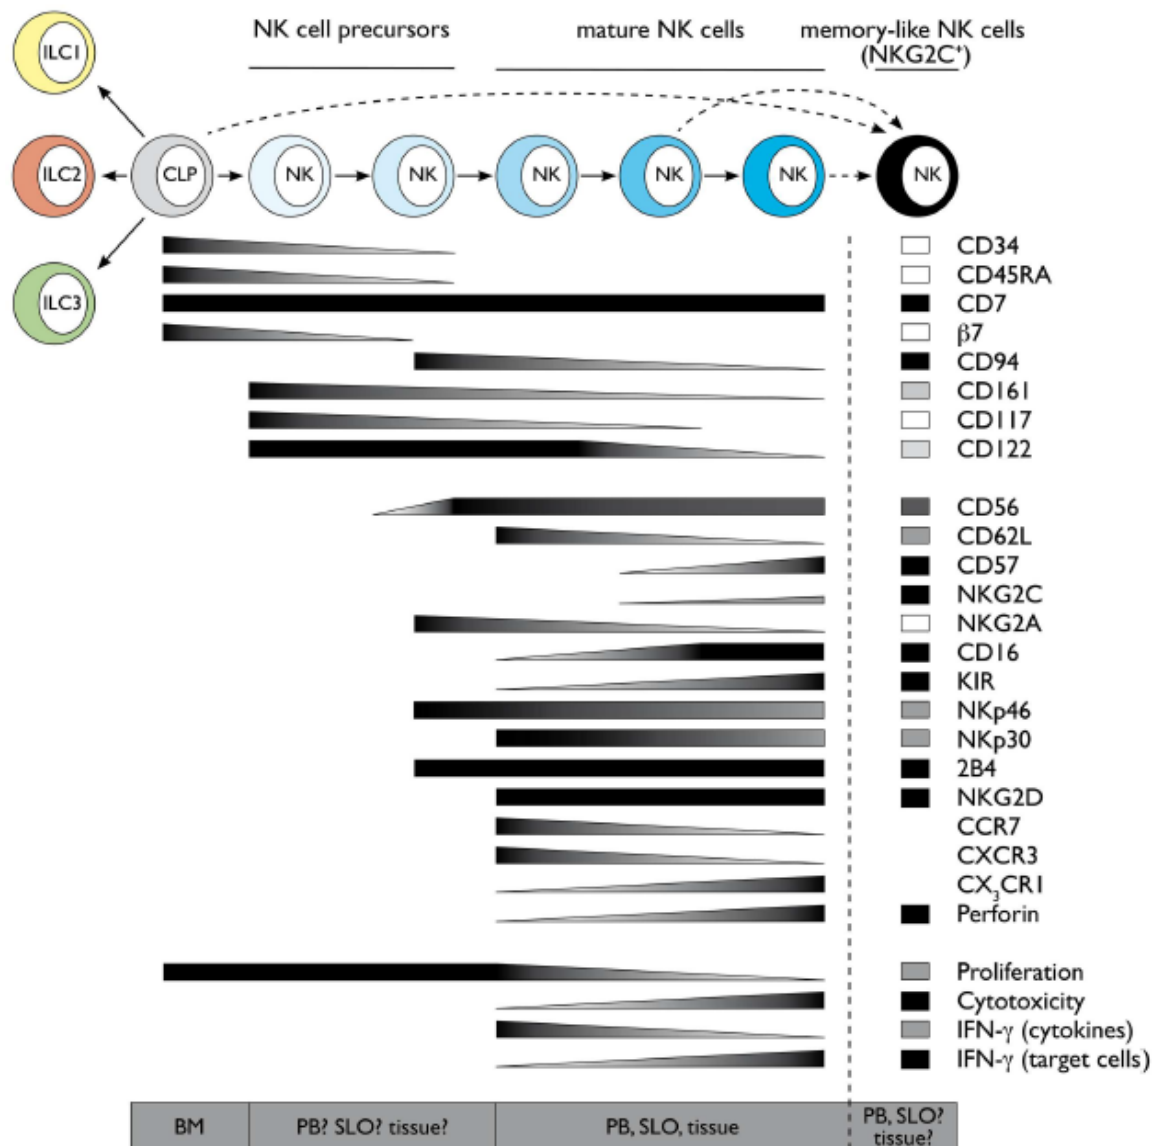 NK cell precursors
mature NK cells
memory-like NK cells
(NKG2C⁺)
ILC1
ILC2
CLP
NK
NK
NK
NK
NK
NK
ILC3
CD34
CD45RA
CD7
β7
CD94
CD161
CD117
CD122
CD56
CD62L
CD57
NKG2C
NKG2A
CD16
KIR
NKp46
NKp30
2B4
NKG2D
CCR7
CXCR3
CX₃CR1
Perforin
Proliferation
Cytotoxicity
IFN-γ (cytokines)
IFN-γ (target cells)
BM
PB? SLO? tissue?
PB, SLO, tissue
PB, SLO?
tissue?